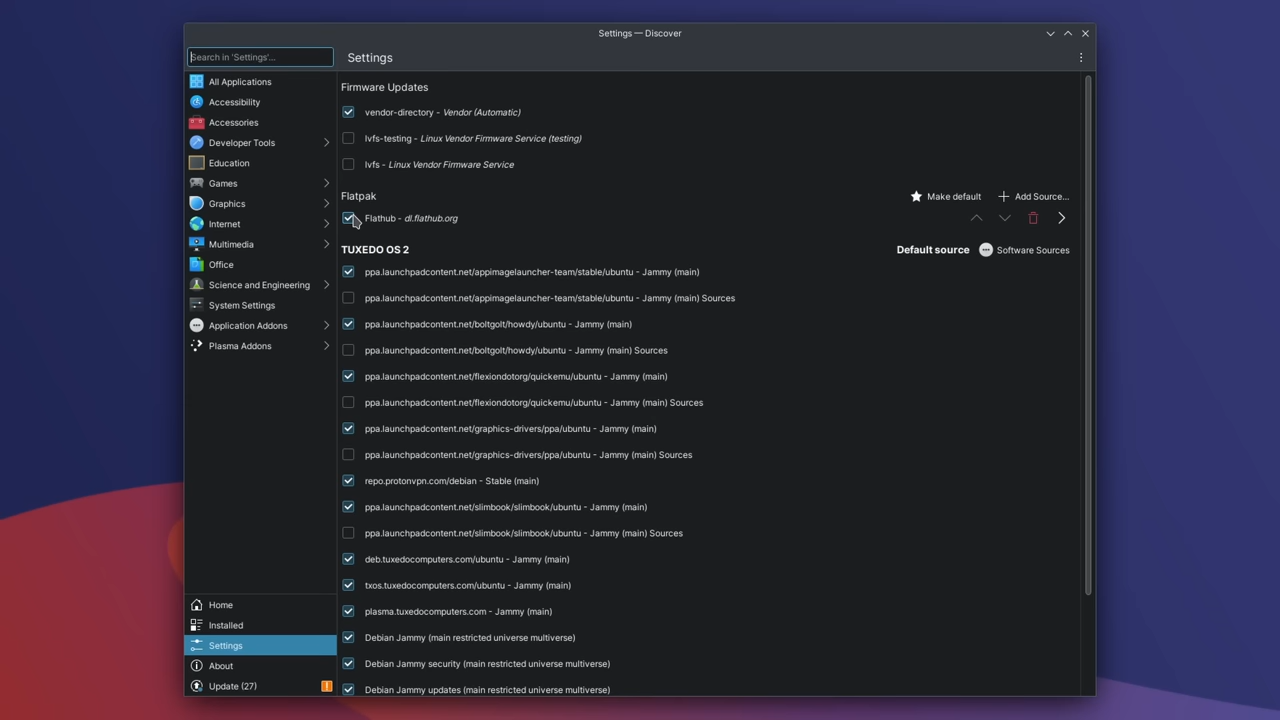 Settings — Discover
Search in 'Settings'...
Settings
All Applications
Accessibility
Accessories
Developer Tools
Education
Games
Graphics
Internet
Multimedia
Office
Science and Engineering
System Settings
Application Addons
Plasma Addons
Home
Installed
Settings
About
Update (27)
Firmware Updates
vendor-directory - Vendor (Automatic)
lvfs-testing - Linux Vendor Firmware Service (testing)
lvfs - Linux Vendor Firmware Service
Flatpak
Make default
Add Source...
Flathub - dl.flathub.org
TUXEDO OS 2
Default source
Software Sources
ppa.launchpadcontent.net/appimagelauncher-team/stable/ubuntu - Jammy (main)
ppa.launchpadcontent.net/appimagelauncher-team/stable/ubuntu - Jammy (main) Sources
ppa.launchpadcontent.net/boltgolt/howdy/ubuntu - Jammy (main)
ppa.launchpadcontent.net/boltgolt/howdy/ubuntu - Jammy (main) Sources
ppa.launchpadcontent.net/flexiondotorg/quickemu/ubuntu - Jammy (main)
ppa.launchpadcontent.net/flexiondotorg/quickemu/ubuntu - Jammy (main) Sources
ppa.launchpadcontent.net/graphics-drivers/ppa/ubuntu - Jammy (main)
ppa.launchpadcontent.net/graphics-drivers/ppa/ubuntu - Jammy (main) Sources
repo.protonvpn.com/debian - Stable (main)
ppa.launchpadcontent.net/slimbook/slimbook/ubuntu - Jammy (main)
ppa.launchpadcontent.net/slimbook/slimbook/ubuntu - Jammy (main) Sources
deb.tuxedocomputers.com/ubuntu - Jammy (main)
txos.tuxedocomputers.com/ubuntu - Jammy (main)
plasma.tuxedocomputers.com - Jammy (main)
Debian Jammy (main restricted universe multiverse)
Debian Jammy security (main restricted universe multiverse)
Debian Jammy updates (main restricted universe multiverse)